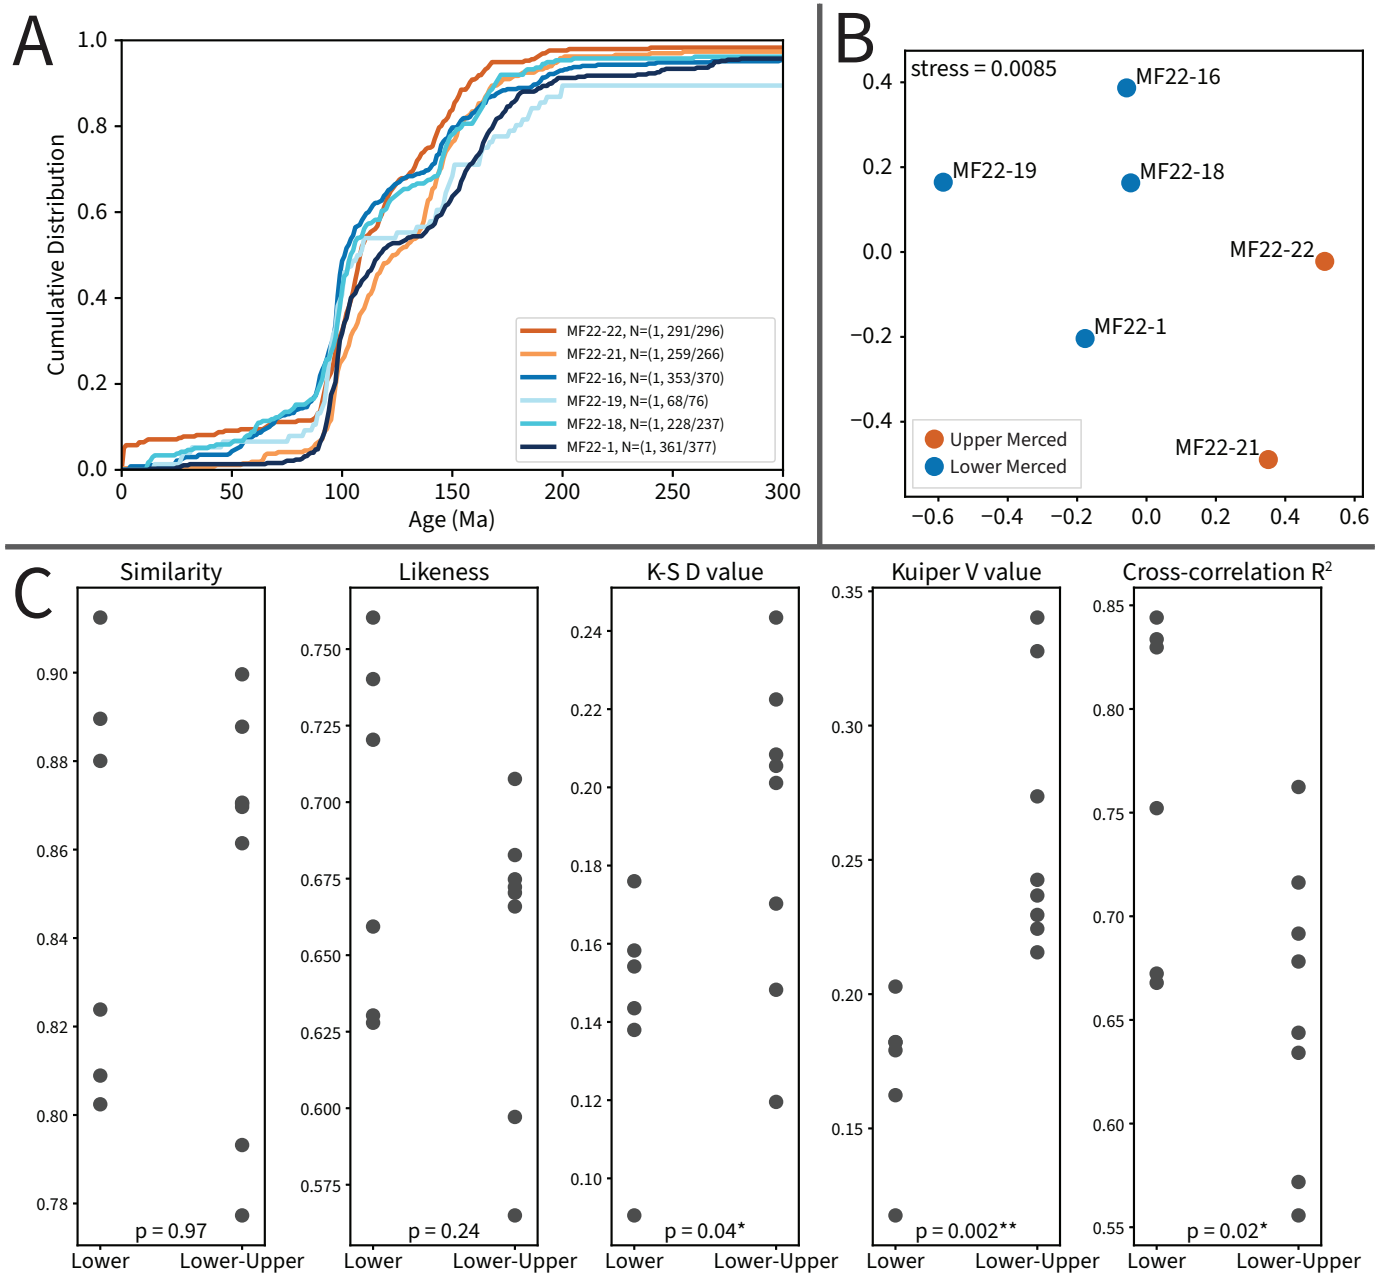 A
1.0
0.8
0.6
0.4
0.2
0.0
Cumulative Distribution
0
50
100
150
200
250
300
Age (Ma)
MF22-22, N=(1, 291/296)
MF22-21, N=(1, 259/266)
MF22-16, N=(1, 353/370)
MF22-19, N=(1, 68/76)
MF22-18, N=(1, 228/237)
MF22-1, N=(1, 361/377)
B
stress = 0.0085
0.4
0.2
0.0
−0.2
−0.4
MF22-16
MF22-19
MF22-18
MF22-22
MF22-1
MF22-21
Upper Merced
Lower Merced
−0.6
−0.4
−0.2
0.0
0.2
0.4
0.6
C
Similarity
0.90
0.88
0.86
0.84
0.82
0.80
0.78
p = 0.97
Lower
Lower-Upper
Likeness
0.750
0.725
0.700
0.675
0.650
0.625
0.600
0.575
p = 0.24
Lower
Lower-Upper
K-S D value
0.24
0.22
0.20
0.18
0.16
0.14
0.12
0.10
p = 0.04*
Lower
Lower-Upper
Kuiper V value
0.35
0.30
0.25
0.20
0.15
p = 0.002**
Lower
Lower-Upper
Cross-correlation R²
0.85
0.80
0.75
0.70
0.65
0.60
0.55
p = 0.02*
Lower
Lower-Upper